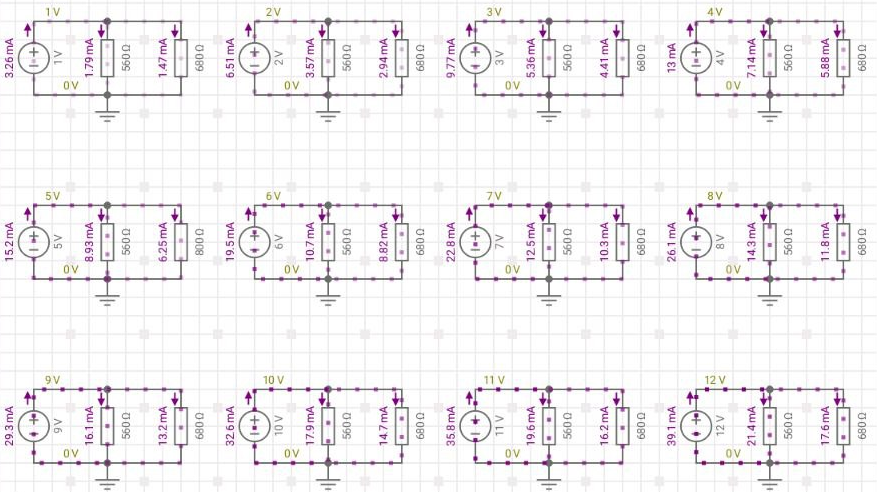 1 V
3.26 mA
1 V
1.79 mA
560 Ω
1.47 mA
680 Ω
0 V
2 V
6.51 mA
2 V
3.57 mA
560 Ω
2.94 mA
680 Ω
0 V
3 V
9.77 mA
3 V
5.36 mA
560 Ω
4.41 mA
680 Ω
0 V
4 V
13 mA
4 V
7.14 mA
560 Ω
5.88 mA
680 Ω
0 V
5 V
15.2 mA
5 V
8.93 mA
560 Ω
6.25 mA
800 Ω
0 V
6 V
19.5 mA
6 V
10.7 mA
560 Ω
8.82 mA
680 Ω
0 V
7 V
22.8 mA
7 V
12.5 mA
560 Ω
10.3 mA
680 Ω
0 V
8 V
26.1 mA
8 V
14.3 mA
560 Ω
11.8 mA
680 Ω
0 V
9 V
29.3 mA
9 V
16.1 mA
560 Ω
13.2 mA
680 Ω
0 V
10 V
32.6 mA
10 V
17.9 mA
560 Ω
14.7 mA
680 Ω
0 V
11 V
35.8 mA
11 V
19.6 mA
560 Ω
16.2 mA
680 Ω
0 V
12 V
39.1 mA
12 V
21.4 mA
560 Ω
17.6 mA
680 Ω
0 V